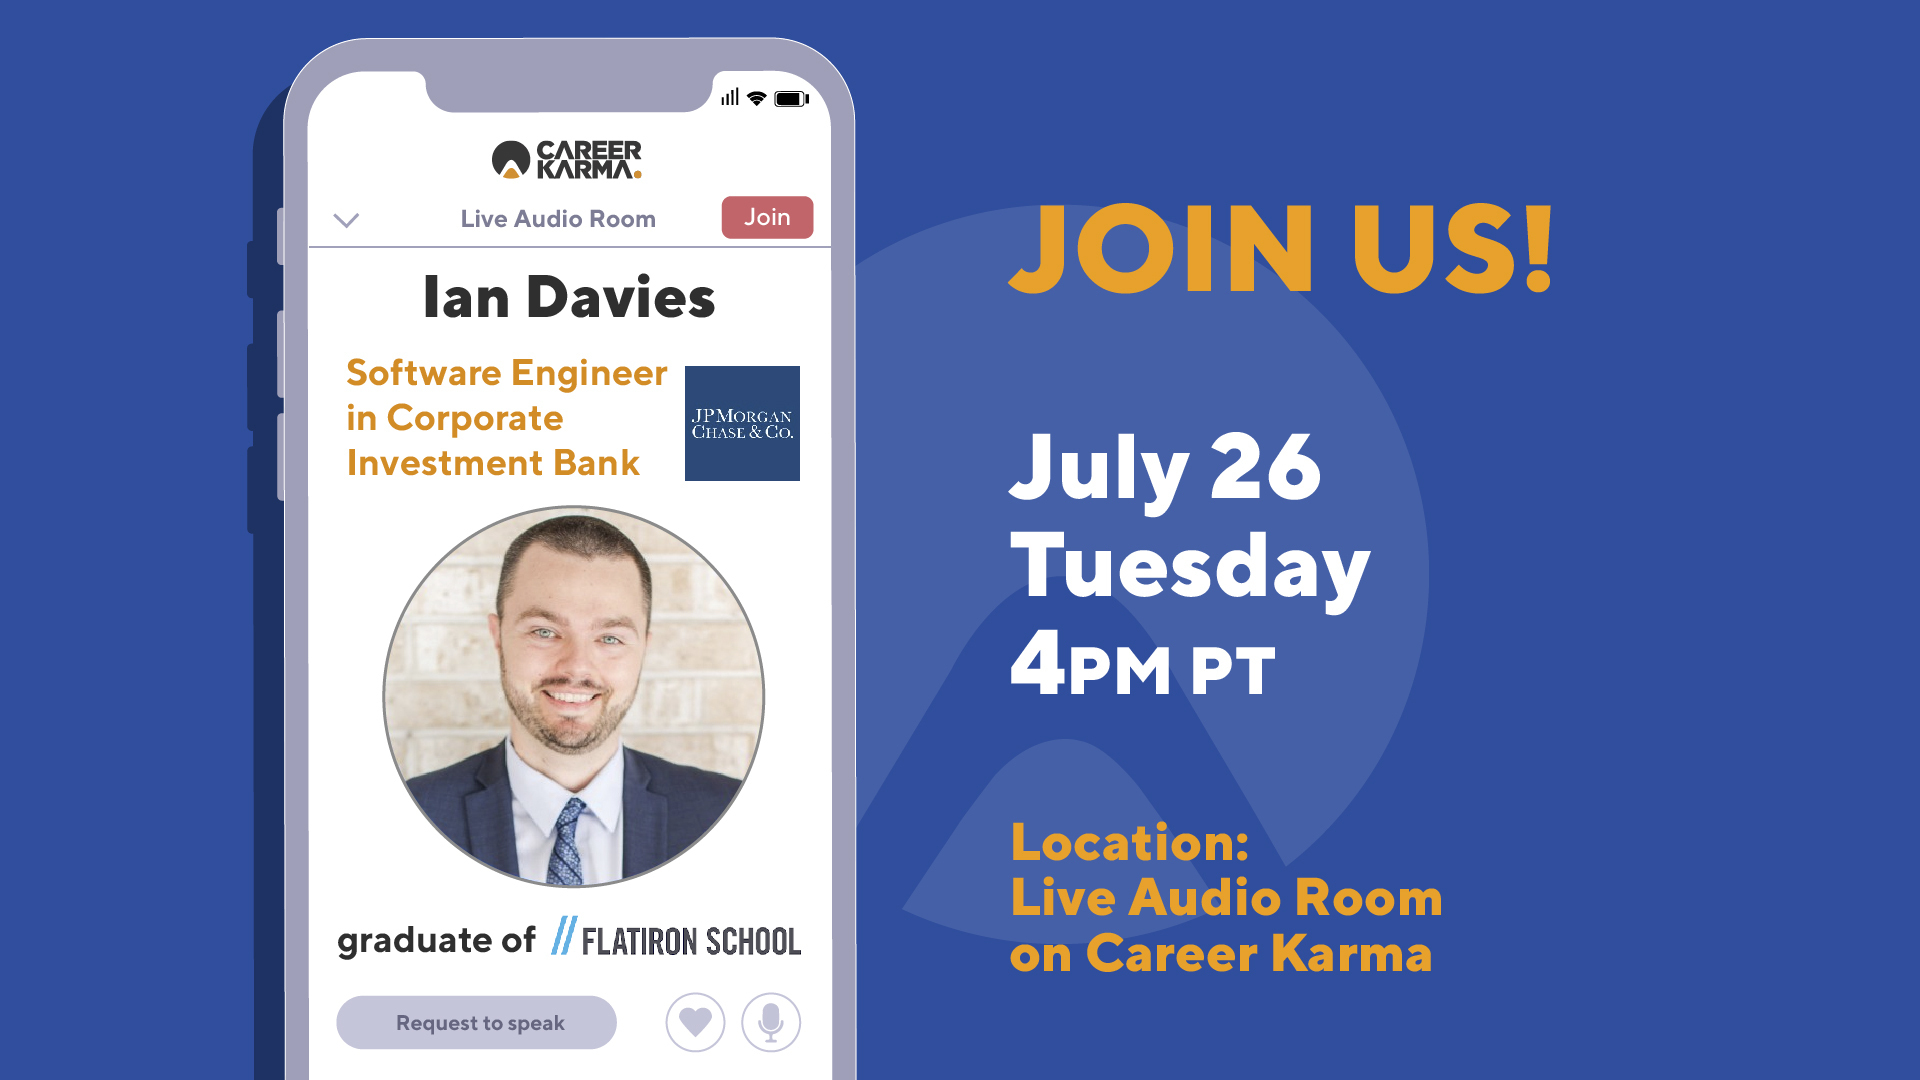 CAREER
KARMA.
Live Audio Room
Join
Ian Davies
Software Engineer
in Corporate
Investment Bank
JPMORGAN
CHASE & CO.
graduate of // FLATIRON SCHOOL
Request to speak
JOIN US!
July 26
Tuesday
4PM PT
Location:
Live Audio Room
on Career Karma